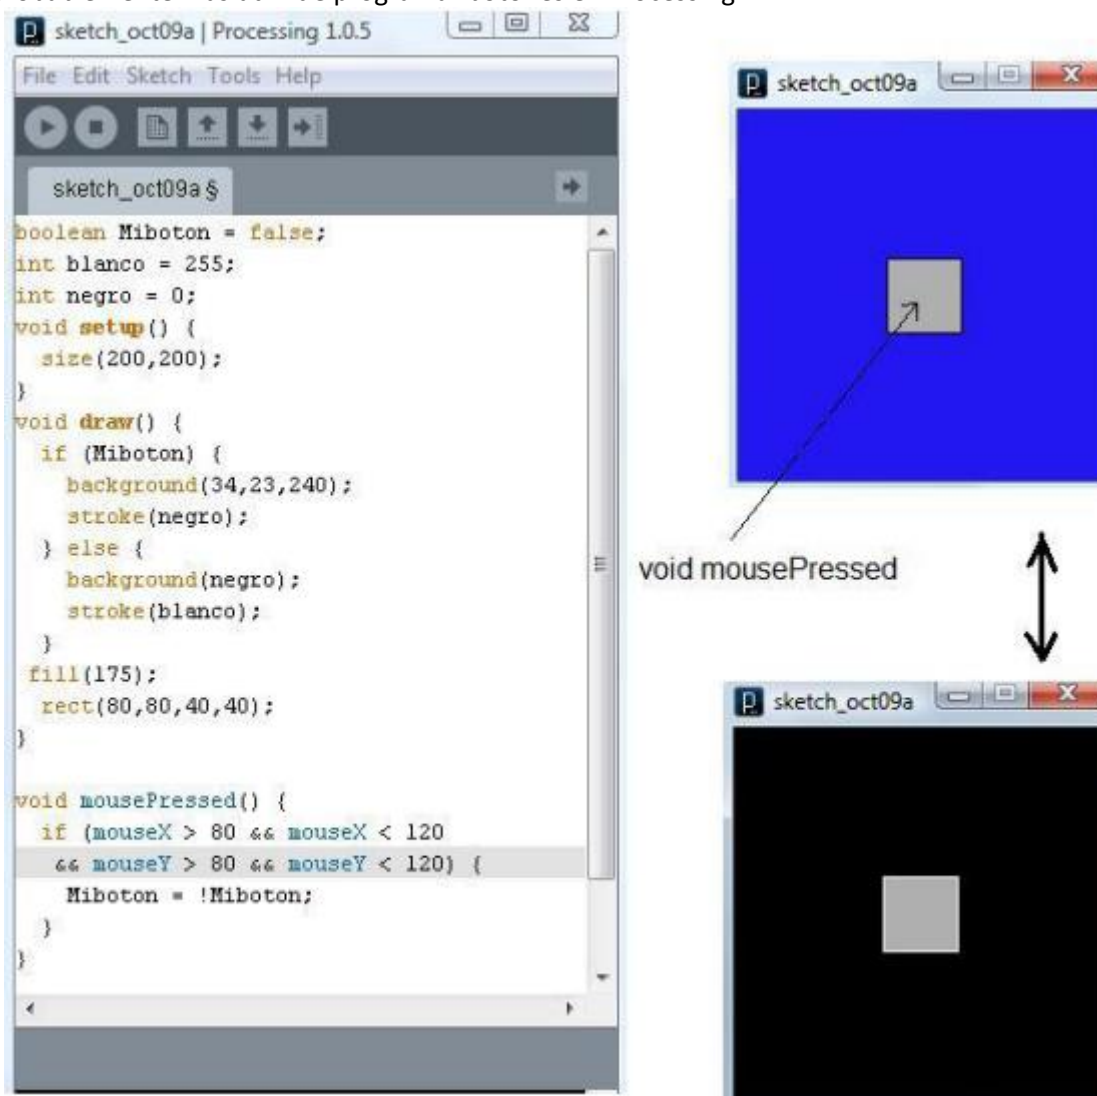 sketch_oct09a | Processing 1.0.5
File Edit Sketch Tools Help
sketch_oct09a §
boolean Miboton = false;
int blanco = 255;
int negro = 0;
void setup() {
size(200,200);
}
void draw() {
if (Miboton) {
background(34,23,240);
stroke(negro);
} else {
background(negro);
stroke(blanco);
}
fill(175);
rect(80,80,40,40);
}
void mousePressed() {
if (mouseX > 80 && mouseX < 120
&& mouseY > 80 && mouseY < 120) {
Miboton = !Miboton;
}
}
sketch_oct09a
void mousePressed
sketch_oct09a